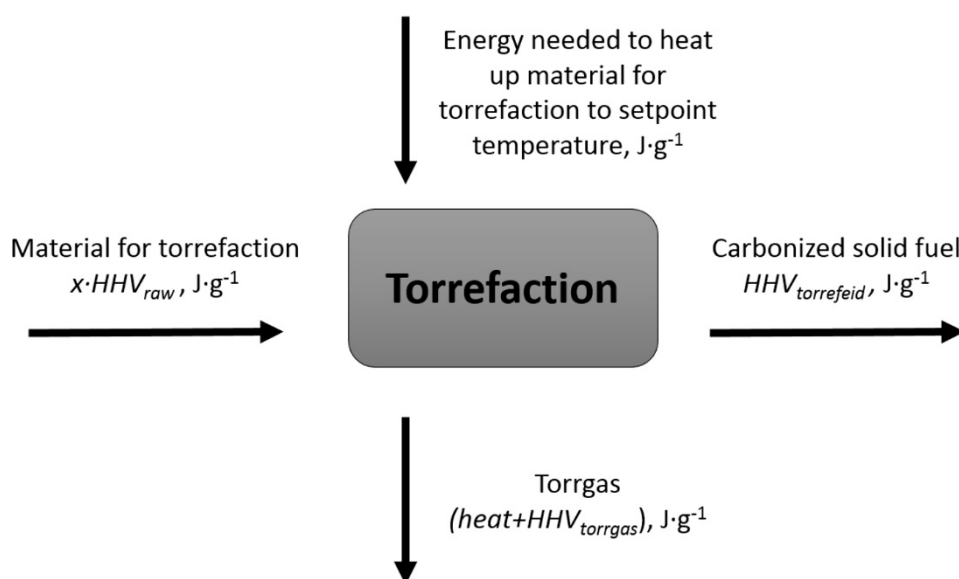 Energy needed to heat
up material for
torrefaction to setpoint
temperature, J·g⁻¹
Material for torrefaction
x·HHVraw, J·g⁻¹
Torrefaction
Carbonized solid fuel
HHVtorrefeid, J·g⁻¹
Torrgas
(heat+HHVtorrgas), J·g⁻¹